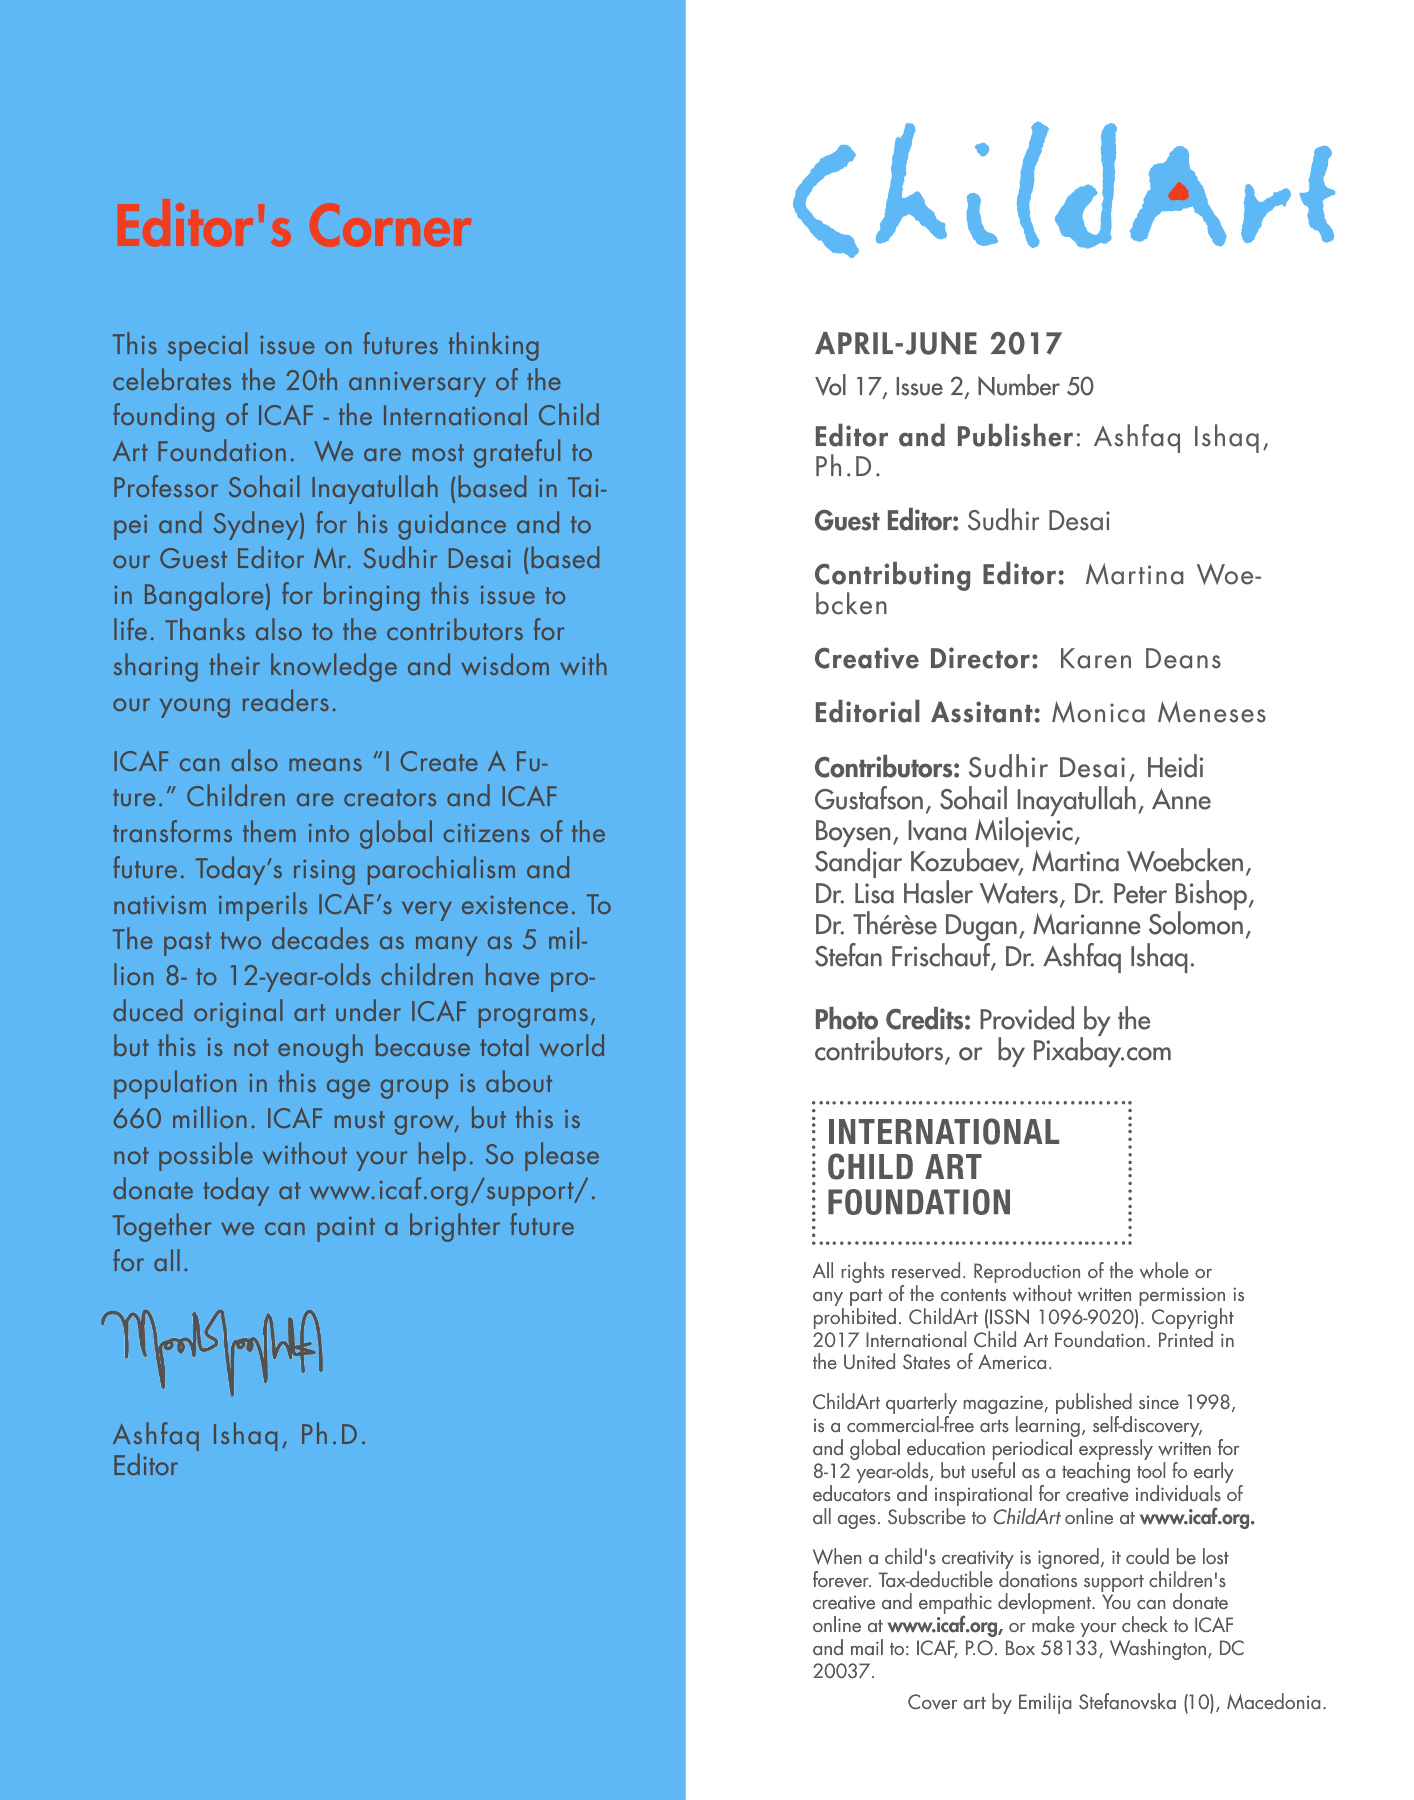 Editor's Corner
This special issue on futures thinking
celebrates the 20th anniversary of the
founding of ICAF - the International Child
Art Foundation.  We are most grateful to
Professor Sohail Inayatullah (based in Tai-
pei and Sydney) for his guidance and to
our Guest Editor Mr. Sudhir Desai (based
in Bangalore) for bringing this issue to
life. Thanks also to the contributors for
sharing their knowledge and wisdom with
our young readers.
ICAF can also means “I Create A Fu-
ture.” Children are creators and ICAF
transforms them into global citizens of the
future. Today’s rising parochialism and
nativism imperils ICAF’s very existence. To
The past two decades as many as 5 mil-
lion 8- to 12-year-olds children have pro-
duced original art under ICAF programs,
but this is not enough because total world
population in this age group is about
660 million. ICAF must grow, but this is
not possible without your help. So please
donate today at www.icaf.org/support/.
Together we can paint a brighter future
for all.
Ashfaq Ishaq, Ph.D.
Editor
ChildArt
APRIL-JUNE 2017
Vol 17, Issue 2, Number 50
Editor and Publisher: Ashfaq Ishaq,
Ph.D.
Guest Editor: Sudhir Desai
Contributing Editor:  Martina Woe-
bcken
Creative Director:  Karen Deans
Editorial Assitant: Monica Meneses
Contributors: Sudhir Desai, Heidi
Gustafson, Sohail Inayatullah, Anne
Boysen, Ivana Milojevic,
Sandjar Kozubaev, Martina Woebcken,
Dr. Lisa Hasler Waters, Dr. Peter Bishop,
Dr. Thérèse Dugan, Marianne Solomon,
Stefan Frischauf, Dr. Ashfaq Ishaq.
Photo Credits: Provided by the
contributors, or  by Pixabay.com
INTERNATIONAL
CHILD ART
FOUNDATION
All rights reserved. Reproduction of the whole or
any part of the contents without written permission is
prohibited. ChildArt (ISSN 1096-9020). Copyright
2017 International Child Art Foundation. Printed in
the United States of America.
ChildArt quarterly magazine, published since 1998,
is a commercial-free arts learning, self-discovery,
and global education periodical expressly written for
8-12 year-olds, but useful as a teaching tool fo early
educators and inspirational for creative individuals of
all ages. Subscribe to ChildArt online at www.icaf.org.
When a child's creativity is ignored, it could be lost
forever. Tax-deductible donations support children's
creative and empathic devlopment. You can donate
online at www.icaf.org, or make your check to ICAF
and mail to: ICAF, P.O. Box 58133, Washington, DC
20037.
Cover art by Emilija Stefanovska (10), Macedonia.